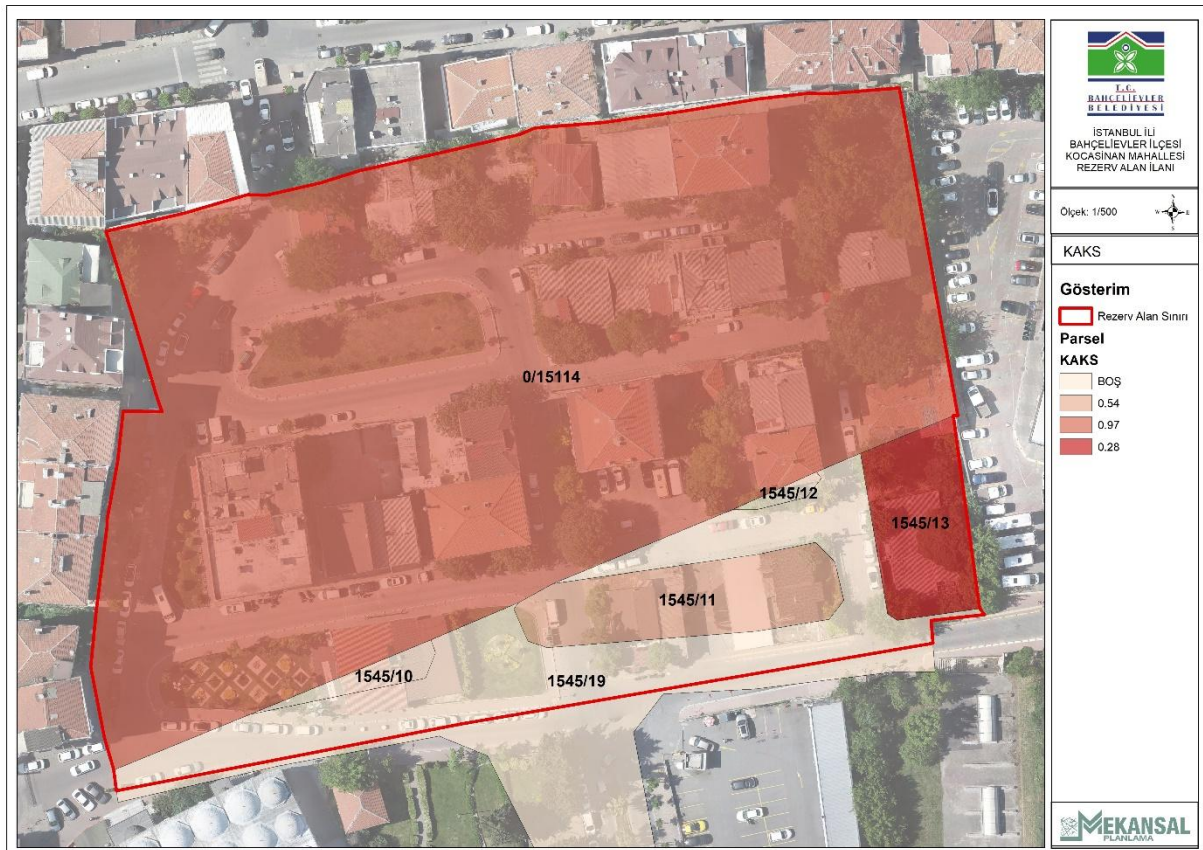 0/15114
1545/12
1545/13
1545/11
1545/10
1545/19
T.C.
BAHÇELİEVLER
BELEDİYESİ
İSTANBUL İLİ
BAHÇELİEVLER İLÇESİ
KOCASİNAN MAHALLESİ
REZERV ALAN İLANI
Ölçek: 1/500
N
W
E
S
KAKS
Gösterim
Rezerv Alan Sınırı
Parsel
KAKS
BOŞ
0.54
0.97
0.28
MEKANSAL
PLANLAMA